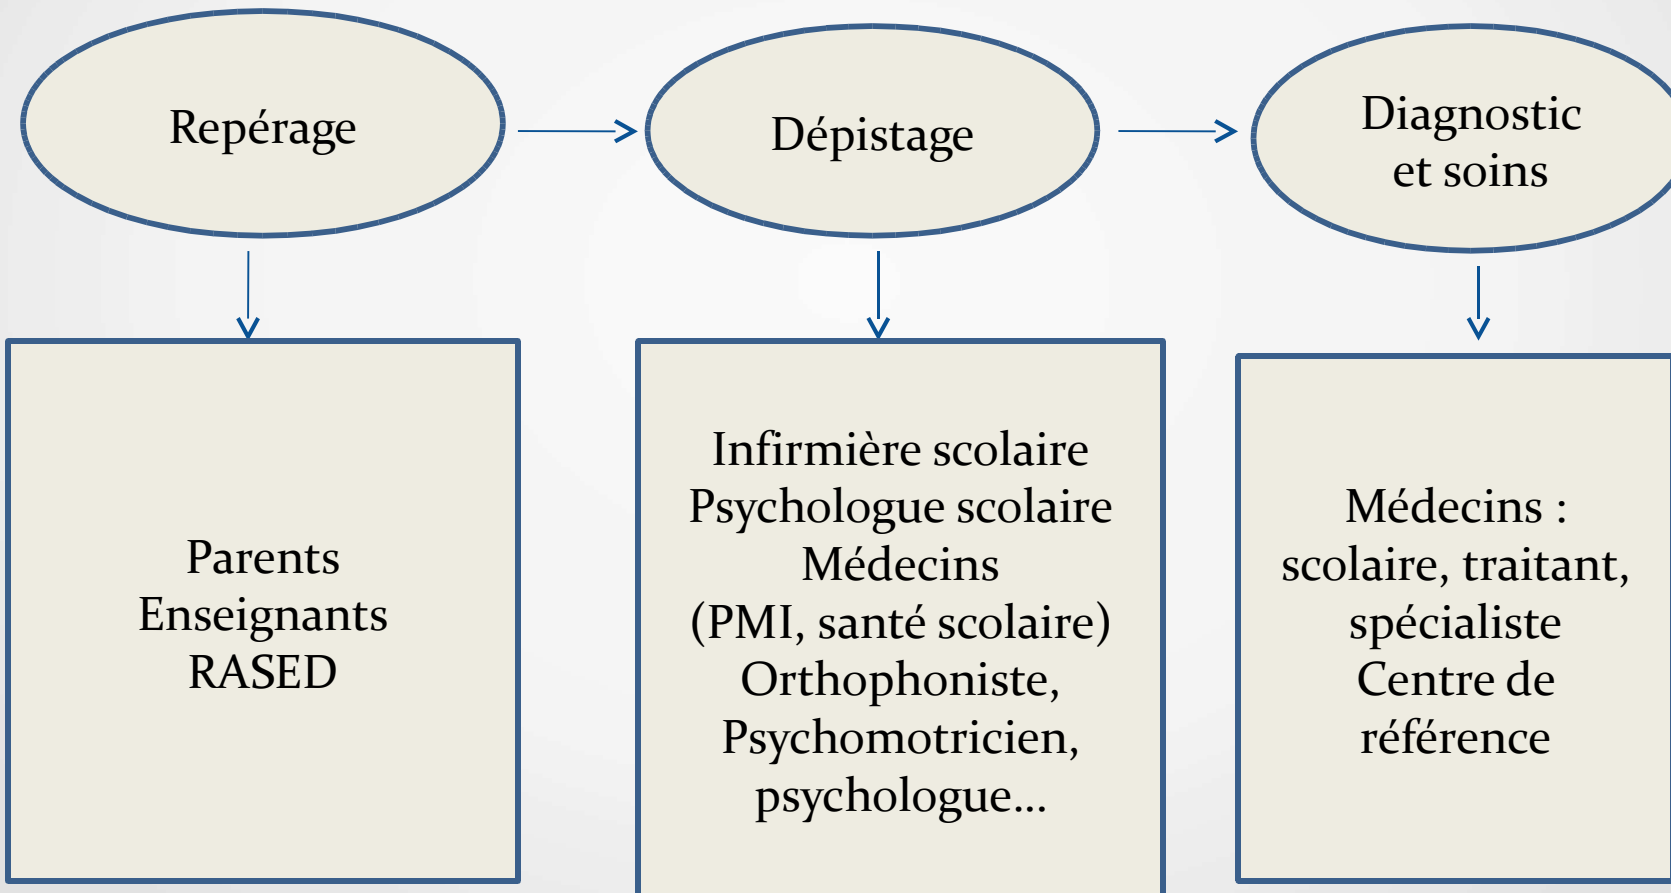 Repérage
Dépistage
Diagnostic
et soins
Parents
Enseignants
RASED
Infirmière scolaire
Psychologue scolaire
Médecins
(PMI, santé scolaire)
Orthophoniste,
Psychomotricien,
psychologue...
Médecins :
scolaire, traitant,
spécialiste
Centre de
référence